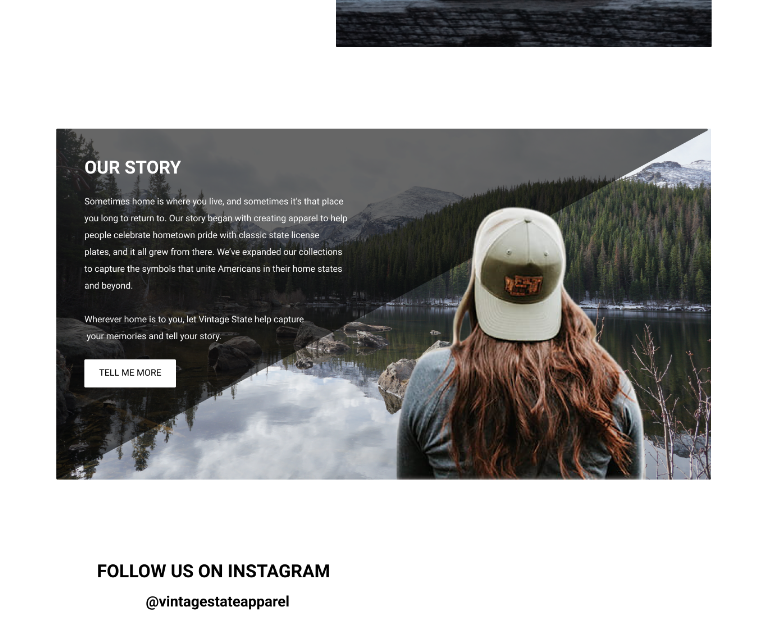 OUR STORY
Sometimes home is where you live, and sometimes it's that place
you long to return to. Our story began with creating apparel to help
people celebrate hometown pride with classic state license
plates, and it all grew from there. We've expanded our collections
to capture the symbols that unite Americans in their home states
and beyond.
Wherever home is to you, let Vintage State help capture
your memories and tell your story.
TELL ME MORE
FOLLOW US ON INSTAGRAM
@vintagestateapparel